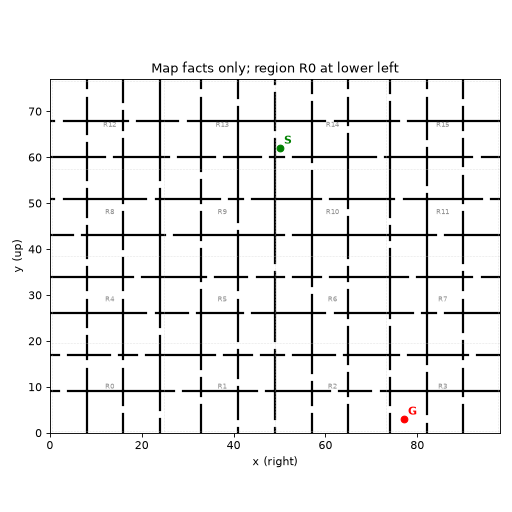 Map facts only; region R0 at lower left
70
60
50
40
30
20
10
0
y (up)
R12
R13
R14
R15
S
R8
R9
R10
R11
R4
R5
R6
R7
R0
R1
R2
R3
G
0
20
40
60
80
x (right)